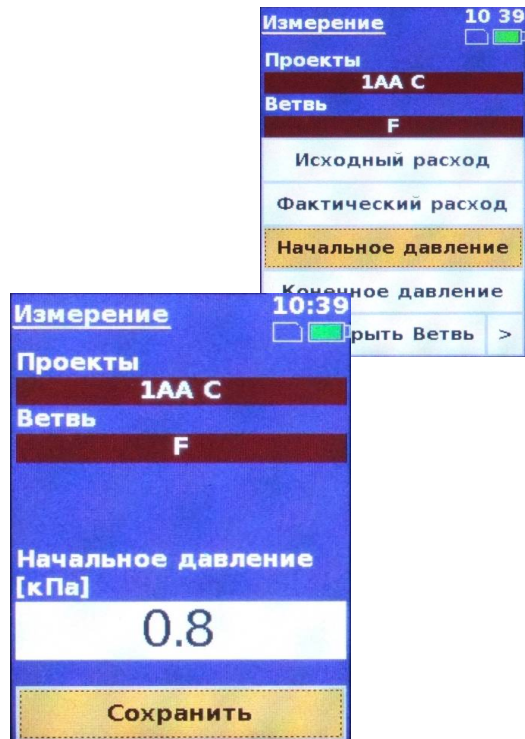 Измерение
10 39
Проекты
1AA C
Ветвь
F
Исходный расход
Фактический расход
Начальное давление
Конечное давление
рыть Ветвь >
Измерение
10:39
Проекты
1AA C
Ветвь
F
Начальное давление
[кПа]
0.8
Сохранить